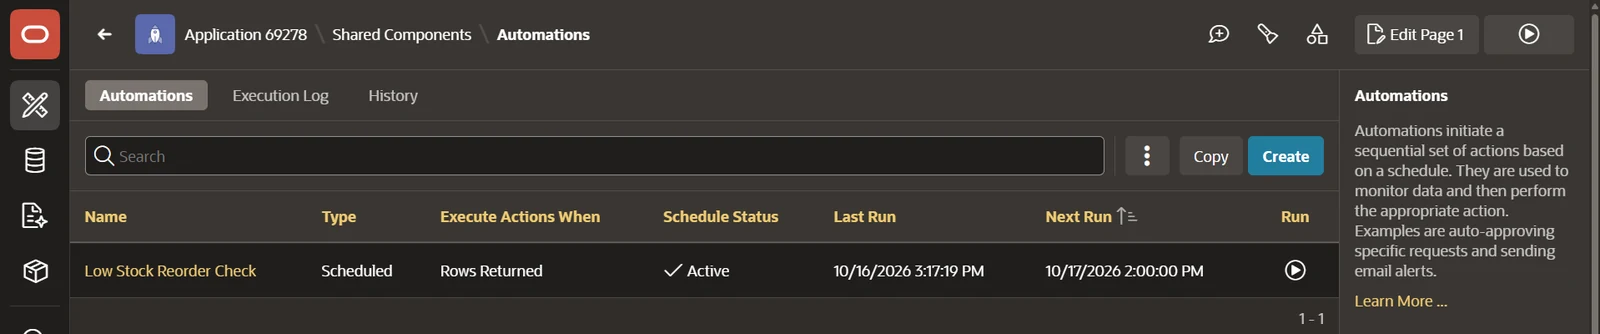 Application 69278 \ Shared Components \ Automations
Edit Page 1
Automations Execution Log History
Search
Copy Create
Name Type Execute Actions When Schedule Status Last Run Next Run Run
Low Stock Reorder Check Scheduled Rows Returned Active 10/16/2026 3:17:19 PM 10/17/2026 2:00:00 PM
1 - 1
Automations
Automations initiate a
sequential set of actions based
on a schedule. They are used to
monitor data and then perform
the appropriate action.
Examples are auto-approving
specific requests and sending
email alerts.
Learn More ...